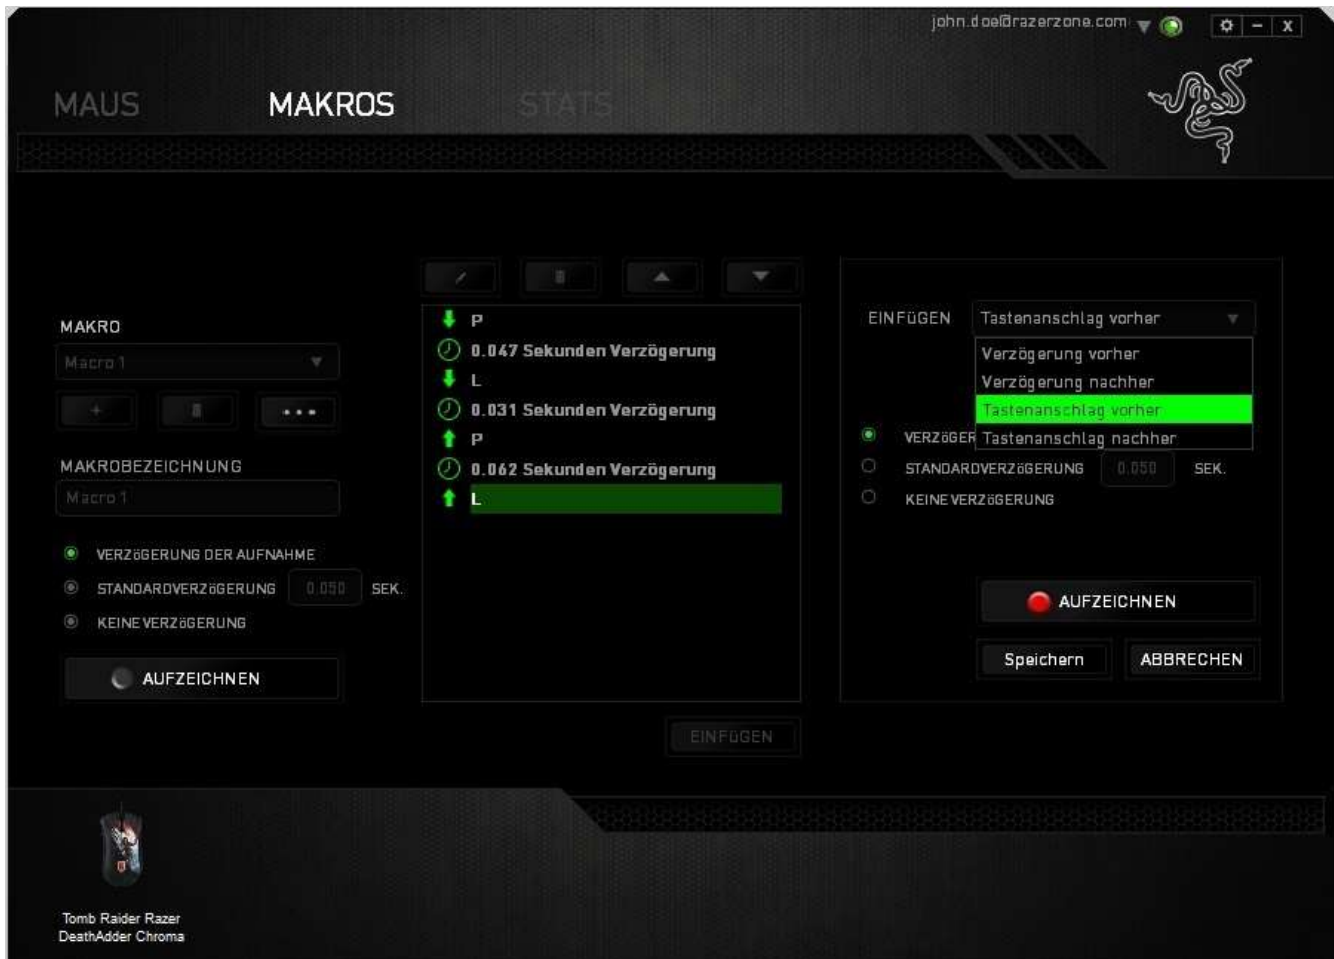 john.doe@razerzone.com
MAUS MAKROS STATS
MAKRO
Macro 1
MAKROBEZEICHNUNG
Macro 1
VERZöGERUNG DER AUFNAHME
STANDARDVERZöGERUNG 0.050 SEK.
KEINE VERZöGERUNG
AUFZEICHNEN
P
0.047 Sekunden Verzögerung
L
0.031 Sekunden Verzögerung
P
0.062 Sekunden Verzögerung
L
EINFüGEN
EINFüGEN Tastenanschlag vorher
Verzögerung vorher
Verzögerung nachher
Tastenanschlag vorher
Tastenanschlag nachher
VERZöGER
STANDARDVERZöGERUNG 0.050 SEK.
KEINE VERZöGERUNG
AUFZEICHNEN
Speichern ABBRECHEN
Tomb Raider Razer
DeathAdder Chroma